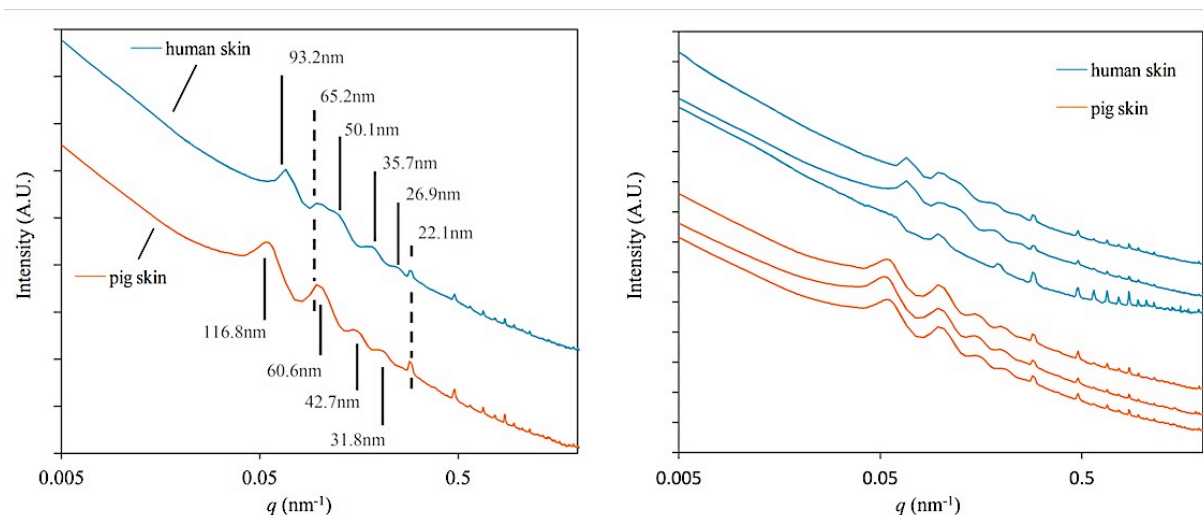 human skin
93.2nm
65.2nm
50.1nm
35.7nm
26.9nm
22.1nm
pig skin
116.8nm
60.6nm
42.7nm
31.8nm
Intensity (A.U.)
0.005
0.05
0.5
q (nm⁻¹)
human skin
pig skin
Intensity (A.U.)
0.005
0.05
0.5
q (nm⁻¹)